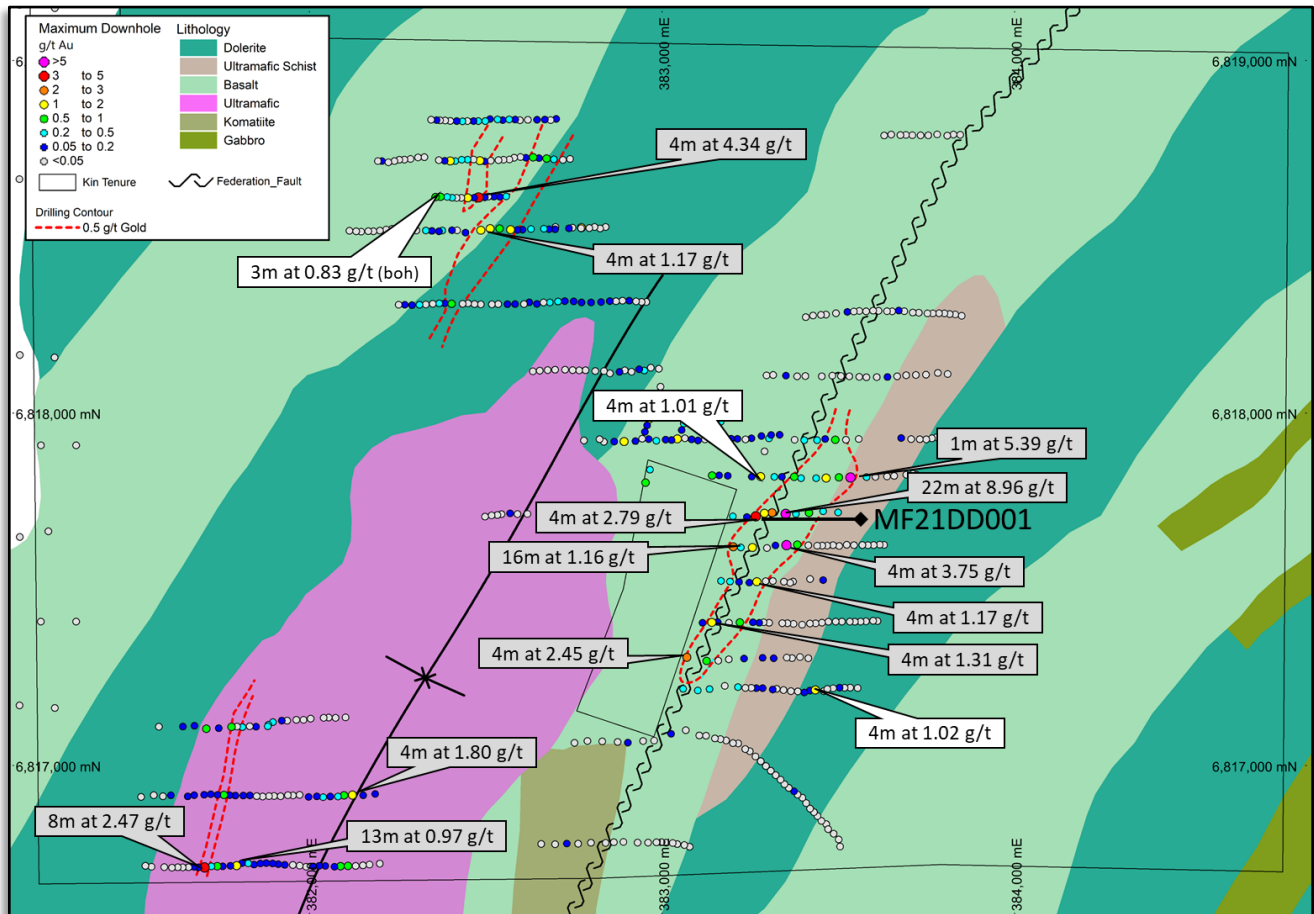 Maximum Downhole
g/t Au
>5
3 to 5
2 to 3
1 to 2
0.5 to 1
0.2 to 0.5
0.05 to 0.2
<0.05
Kin Tenure
Drilling Contour
0.5 g/t Gold
Lithology
Dolerite
Ultramafic Schist
Basalt
Ultramafic
Komatiite
Gabbro
Federation_Fault
383,000 mE
384,000 mE
6,819,000 mN
4m at 4.34 g/t
3m at 0.83 g/t (boh)
4m at 1.17 g/t
6,818,000 mN
6,818,000 mN
4m at 1.01 g/t
1m at 5.39 g/t
22m at 8.96 g/t
4m at 2.79 g/t
MF21DD001
16m at 1.16 g/t
4m at 3.75 g/t
4m at 1.17 g/t
4m at 2.45 g/t
4m at 1.31 g/t
4m at 1.02 g/t
6,817,000 mN
6,817,000 mN
4m at 1.80 g/t
8m at 2.47 g/t
13m at 0.97 g/t
382,000 mE
383,000 mE
384,000 mE